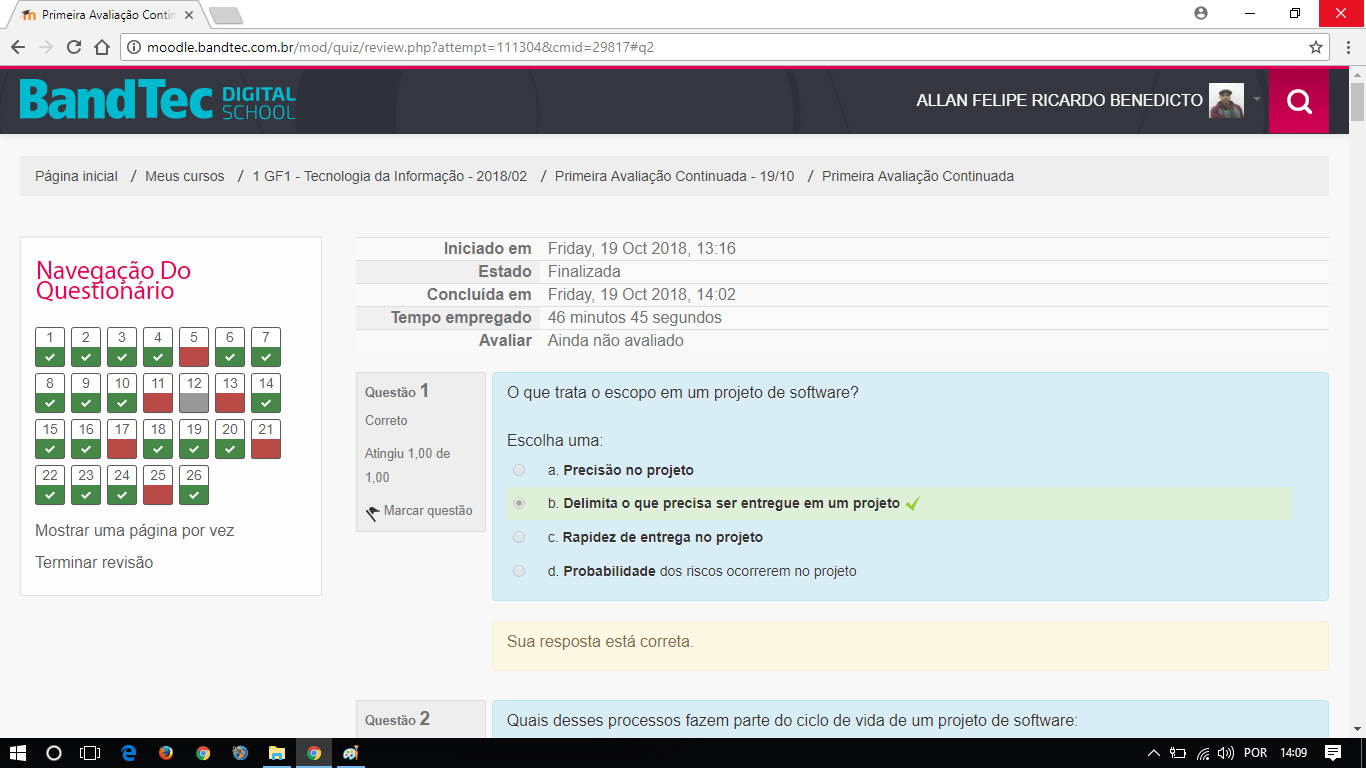 Primeira Avaliação Contin
moodle.bandtec.com.br/mod/quiz/review.php?attempt=111304&cmid=29817#q2
BandTec DIGITAL SCHOOL
ALLAN FELIPE RICARDO BENEDICTO
Página inicial / Meus cursos / 1 GF1 - Tecnologia da Informação - 2018/02 / Primeira Avaliação Continuada - 19/10 / Primeira Avaliação Continuada
Navegação Do
Questionário
1 2 3 4 5 6 7
8 9 10 11 12 13 14
15 16 17 18 19 20 21
22 23 24 25 26
Mostrar uma página por vez
Terminar revisão
Iniciado em Friday, 19 Oct 2018, 13:16
Estado Finalizada
Concluída em Friday, 19 Oct 2018, 14:02
Tempo empregado 46 minutos 45 segundos
Avaliar Ainda não avaliado
Questão 1
Correto
Atingiu 1,00 de
1,00
Marcar questão
O que trata o escopo em um projeto de software?
Escolha uma:
a. Precisão no projeto
b. Delimita o que precisa ser entregue em um projeto
c. Rapidez de entrega no projeto
d. Probabilidade dos riscos ocorrerem no projeto
Sua resposta está correta.
Questão 2
Quais desses processos fazem parte do ciclo de vida de um projeto de software:
POR 14:09